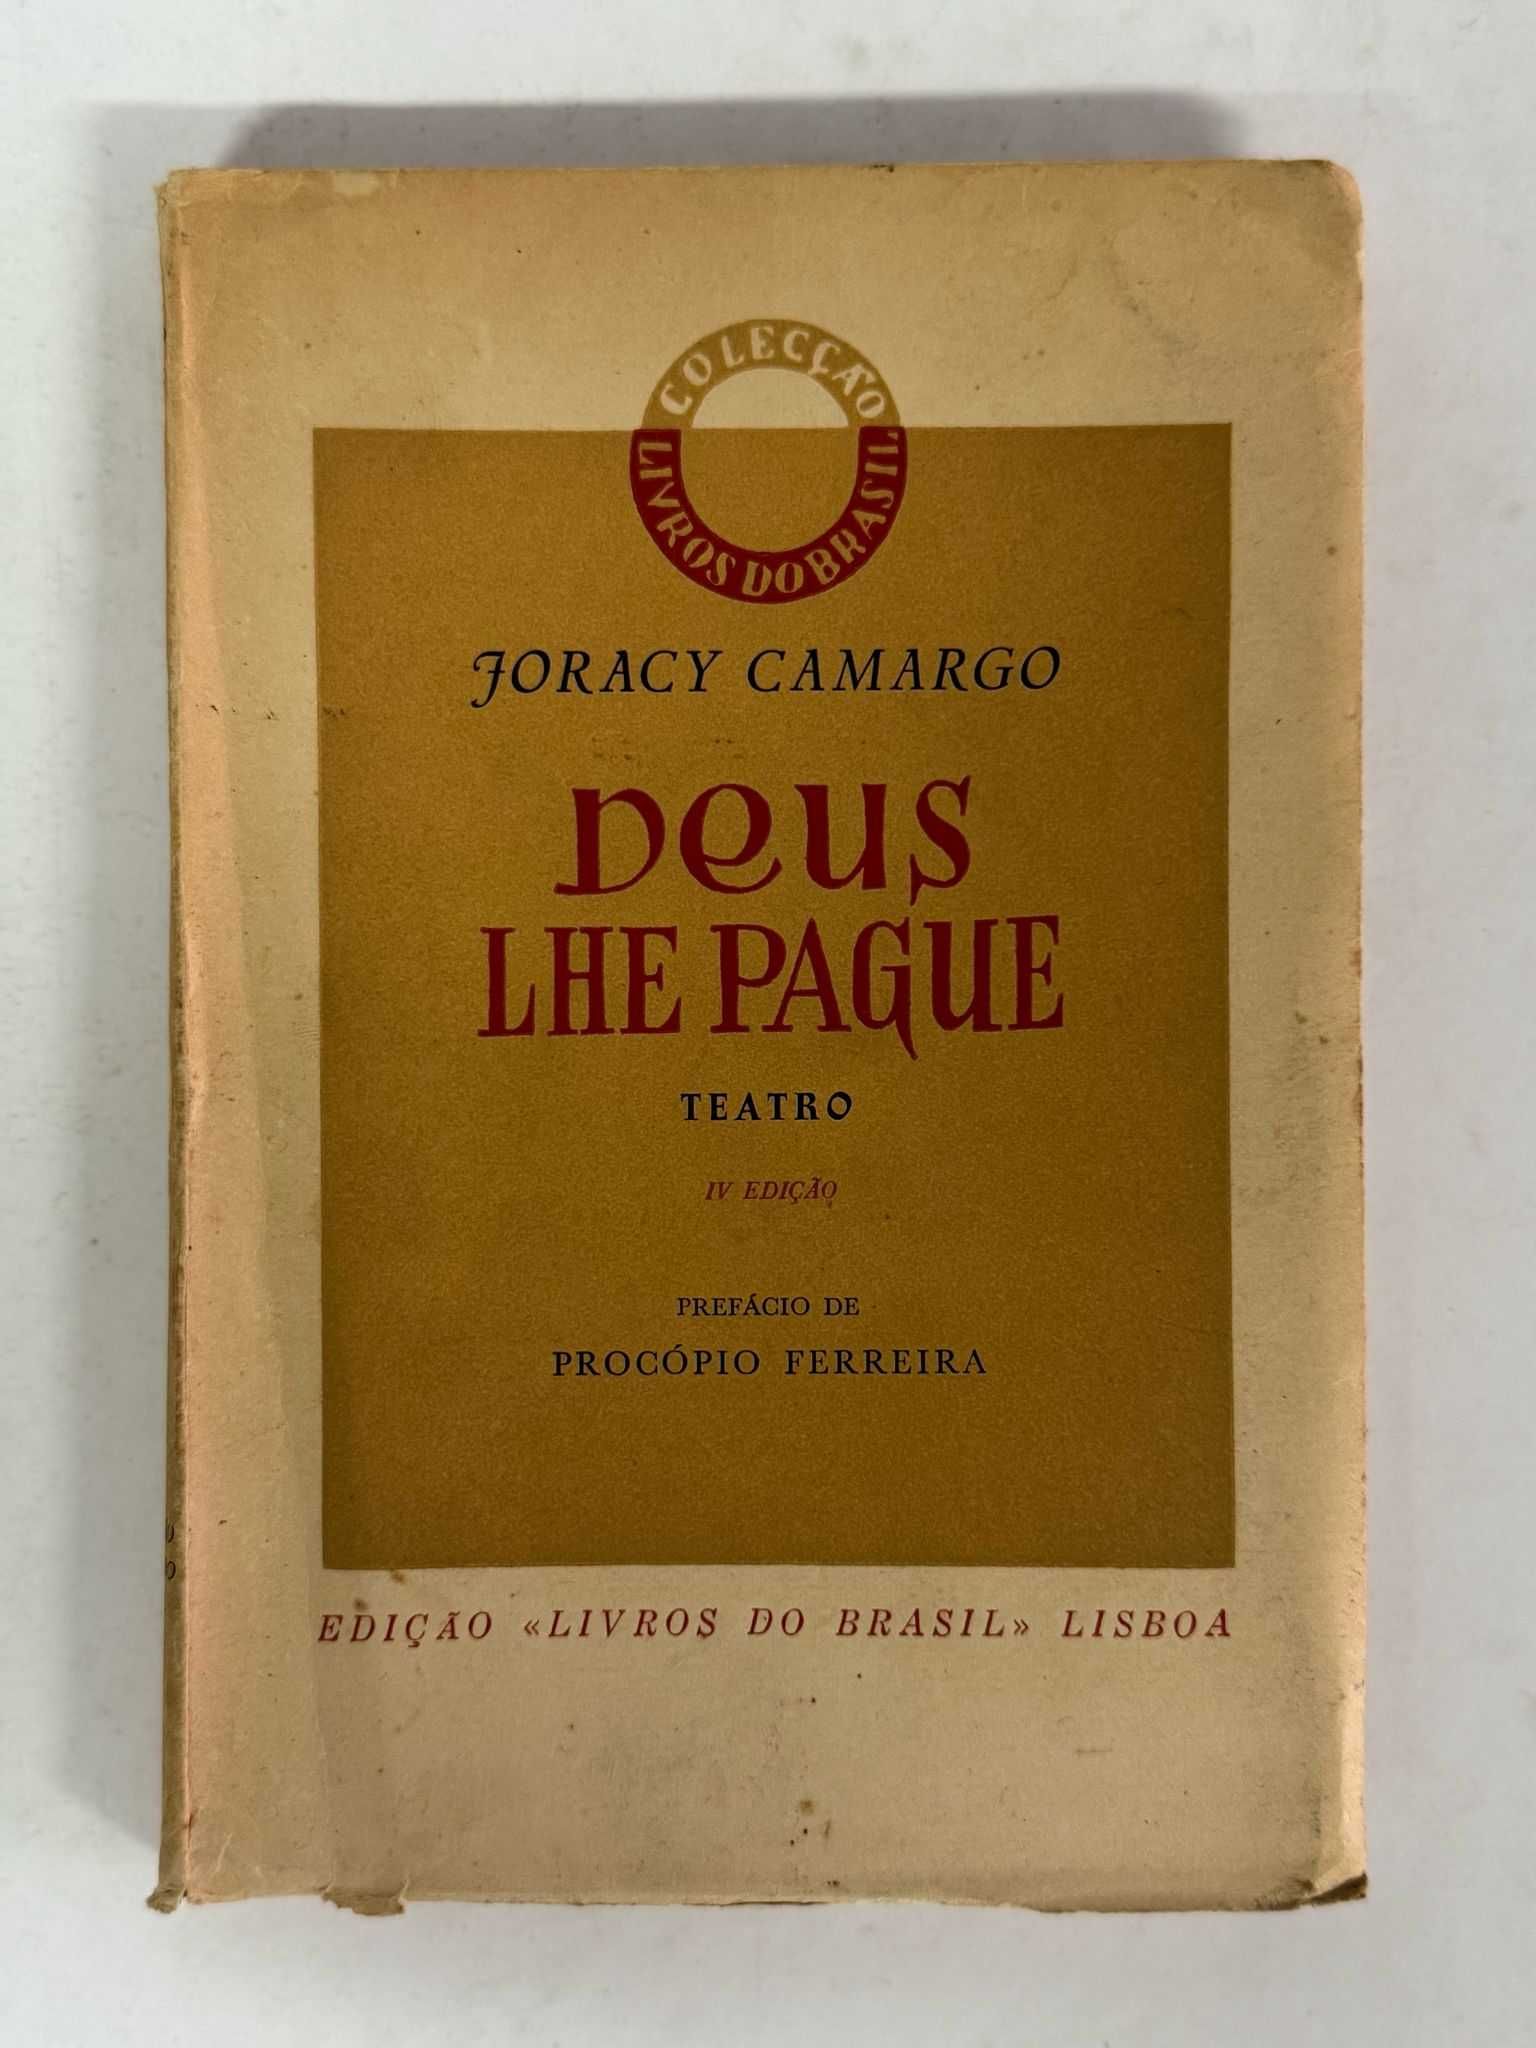 COLECÇÃO
LIVROS DO BRASIL
JORACY CAMARGO
DEUS
LHE PAGUE
TEATRO
IV EDIÇÃO
PREFÁCIO DE
PROCÓPIO FERREIRA
EDIÇÃO «LIVROS DO BRASIL» LISBOA